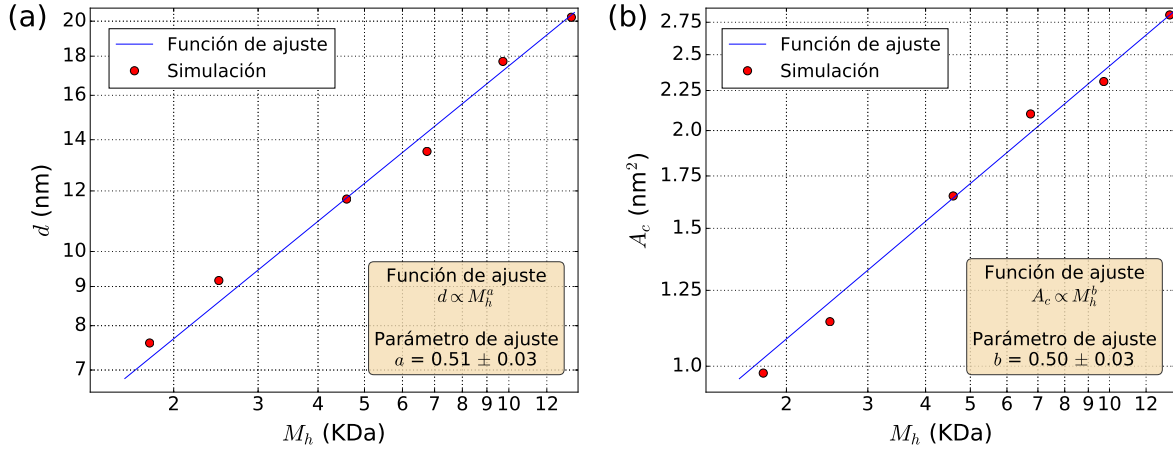 (a)
20
18
16
14
12
10
9
8
7
d (nm)
Función de ajuste
Simulación
Función de ajuste
d ∝ M_h^a
Parámetro de ajuste
a = 0.51 ± 0.03
2 3 4 5 6 7 8 9 10 12
M_h (KDa)
(b)
2.75
2.5
2.25
2.0
1.75
1.5
1.25
1.0
A_c (nm²)
Función de ajuste
Simulación
Función de ajuste
A_c ∝ M_h^b
Parámetro de ajuste
b = 0.50 ± 0.03
2 3 4 5 6 7 8 9 10 12
M_h (KDa)